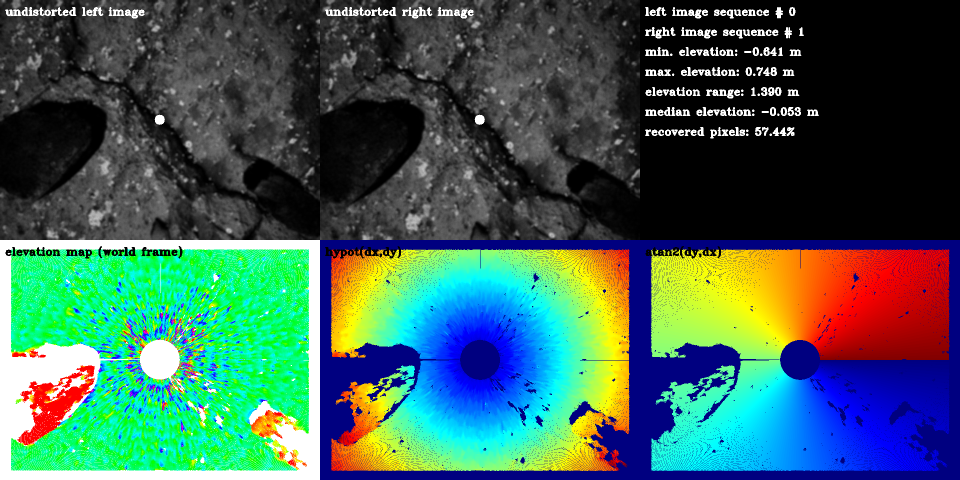 undistorted left image
undistorted right image
left image sequence # 0
right image sequence # 1
min. elevation: -0.641 m
max. elevation: 0.748 m
elevation range: 1.390 m
median elevation: -0.053 m
recovered pixels: 57.44%
elevation map (world frame)
hypot(dx,dy)
atan2(dy,dx)